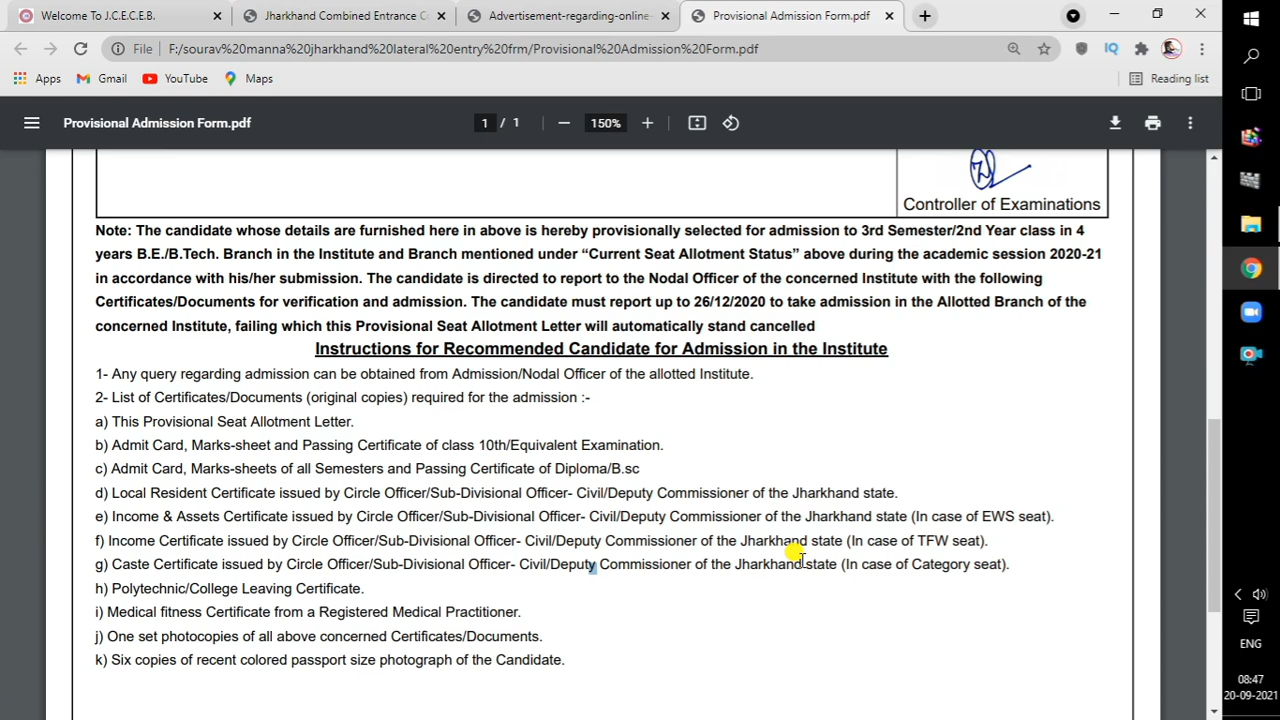 Welcome To J.C.E.C.E.B.
Jharkhand Combined Entrance C
Advertisement-regarding-online-
Provisional Admission Form.pdf
File
F:/sourav%20manna%20jharkhand%20lateral%20entry%20frm/Provisional%20Admission%20Form.pdf
IQ
Apps
Gmail
YouTube
Maps
Reading list
Provisional Admission Form.pdf
1 / 1
150%
Controller of Examinations
Note: The candidate whose details are furnished here in above is hereby provisionally selected for admission to 3rd Semester/2nd Year class in 4
years B.E./B.Tech. Branch in the Institute and Branch mentioned under “Current Seat Allotment Status” above during the academic session 2020-21
in accordance with his/her submission. The candidate is directed to report to the Nodal Officer of the concerned Institute with the following
Certificates/Documents for verification and admission. The candidate must report up to 26/12/2020 to take admission in the Allotted Branch of the
concerned Institute, failing which this Provisional Seat Allotment Letter will automatically stand cancelled
Instructions for Recommended Candidate for Admission in the Institute
1- Any query regarding admission can be obtained from Admission/Nodal Officer of the allotted Institute.
2- List of Certificates/Documents (original copies) required for the admission :-
a) This Provisional Seat Allotment Letter.
b) Admit Card, Marks-sheet and Passing Certificate of class 10th/Equivalent Examination.
c) Admit Card, Marks-sheets of all Semesters and Passing Certificate of Diploma/B.sc
d) Local Resident Certificate issued by Circle Officer/Sub-Divisional Officer- Civil/Deputy Commissioner of the Jharkhand state.
e) Income & Assets Certificate issued by Circle Officer/Sub-Divisional Officer- Civil/Deputy Commissioner of the Jharkhand state (In case of EWS seat).
f) Income Certificate issued by Circle Officer/Sub-Divisional Officer- Civil/Deputy Commissioner of the Jharkhand state (In case of TFW seat).
g) Caste Certificate issued by Circle Officer/Sub-Divisional Officer- Civil/Deputy Commissioner of the Jharkhand state (In case of Category seat).
h) Polytechnic/College Leaving Certificate.
i) Medical fitness Certificate from a Registered Medical Practitioner.
j) One set photocopies of all above concerned Certificates/Documents.
k) Six copies of recent colored passport size photograph of the Candidate.
ENG
08:47
20-09-2021